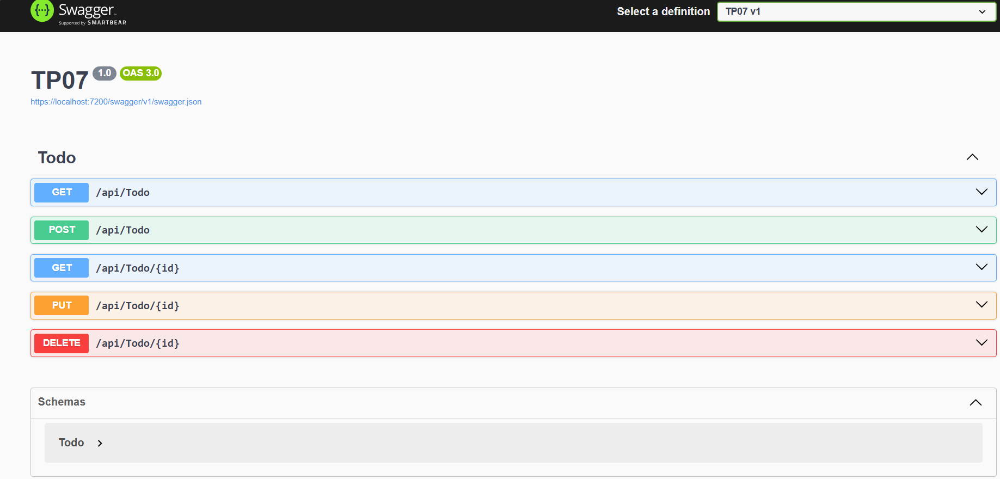 Swagger
Supported by SMARTBEAR
Select a definition
TP07 v1
TP07 1.0 OAS 3.0
https://localhost:7200/swagger/v1/swagger.json
Todo
GET /api/Todo
POST /api/Todo
GET /api/Todo/{id}
PUT /api/Todo/{id}
DELETE /api/Todo/{id}
Schemas
Todo